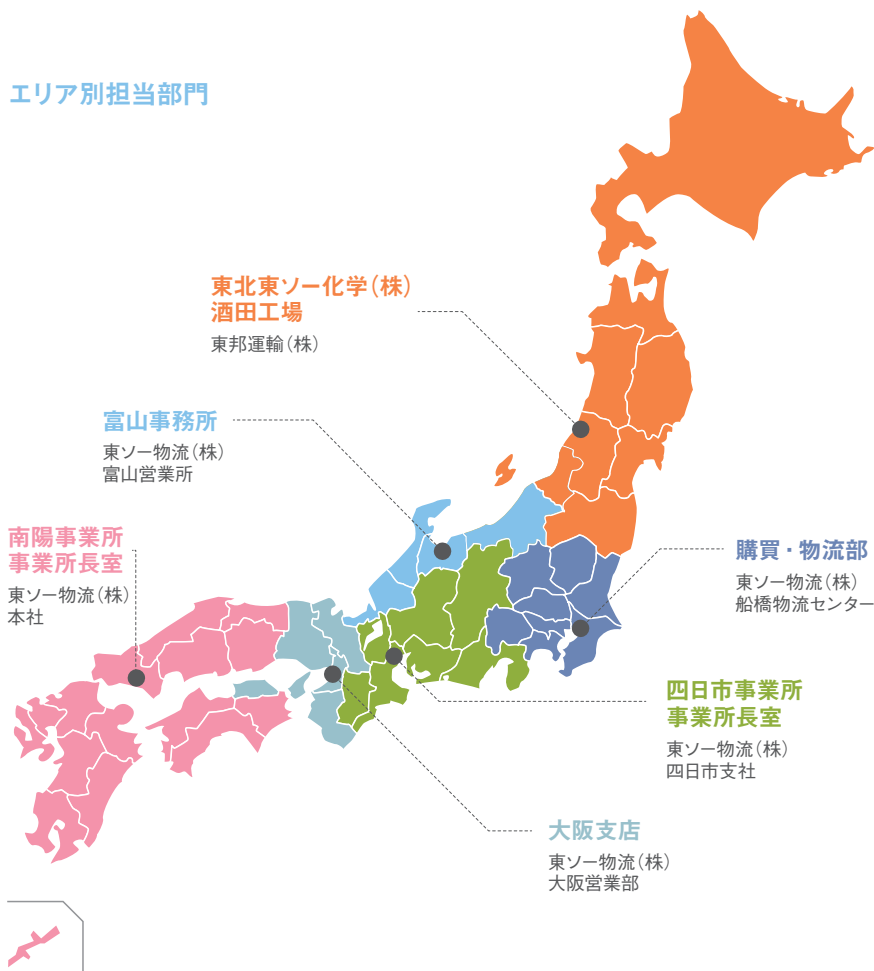 エリア別担当部門
東北東ソー化学(株)
酒田工場
東邦運輸(株)
富山事務所
東ソー物流(株)
富山営業所
南陽事業所
事業所長室
東ソー物流(株)
本社
購買・物流部
東ソー物流(株)
船橋物流センター
四日市事業所
事業所長室
東ソー物流(株)
四日市支社
大阪支店
東ソー物流(株)
大阪営業部